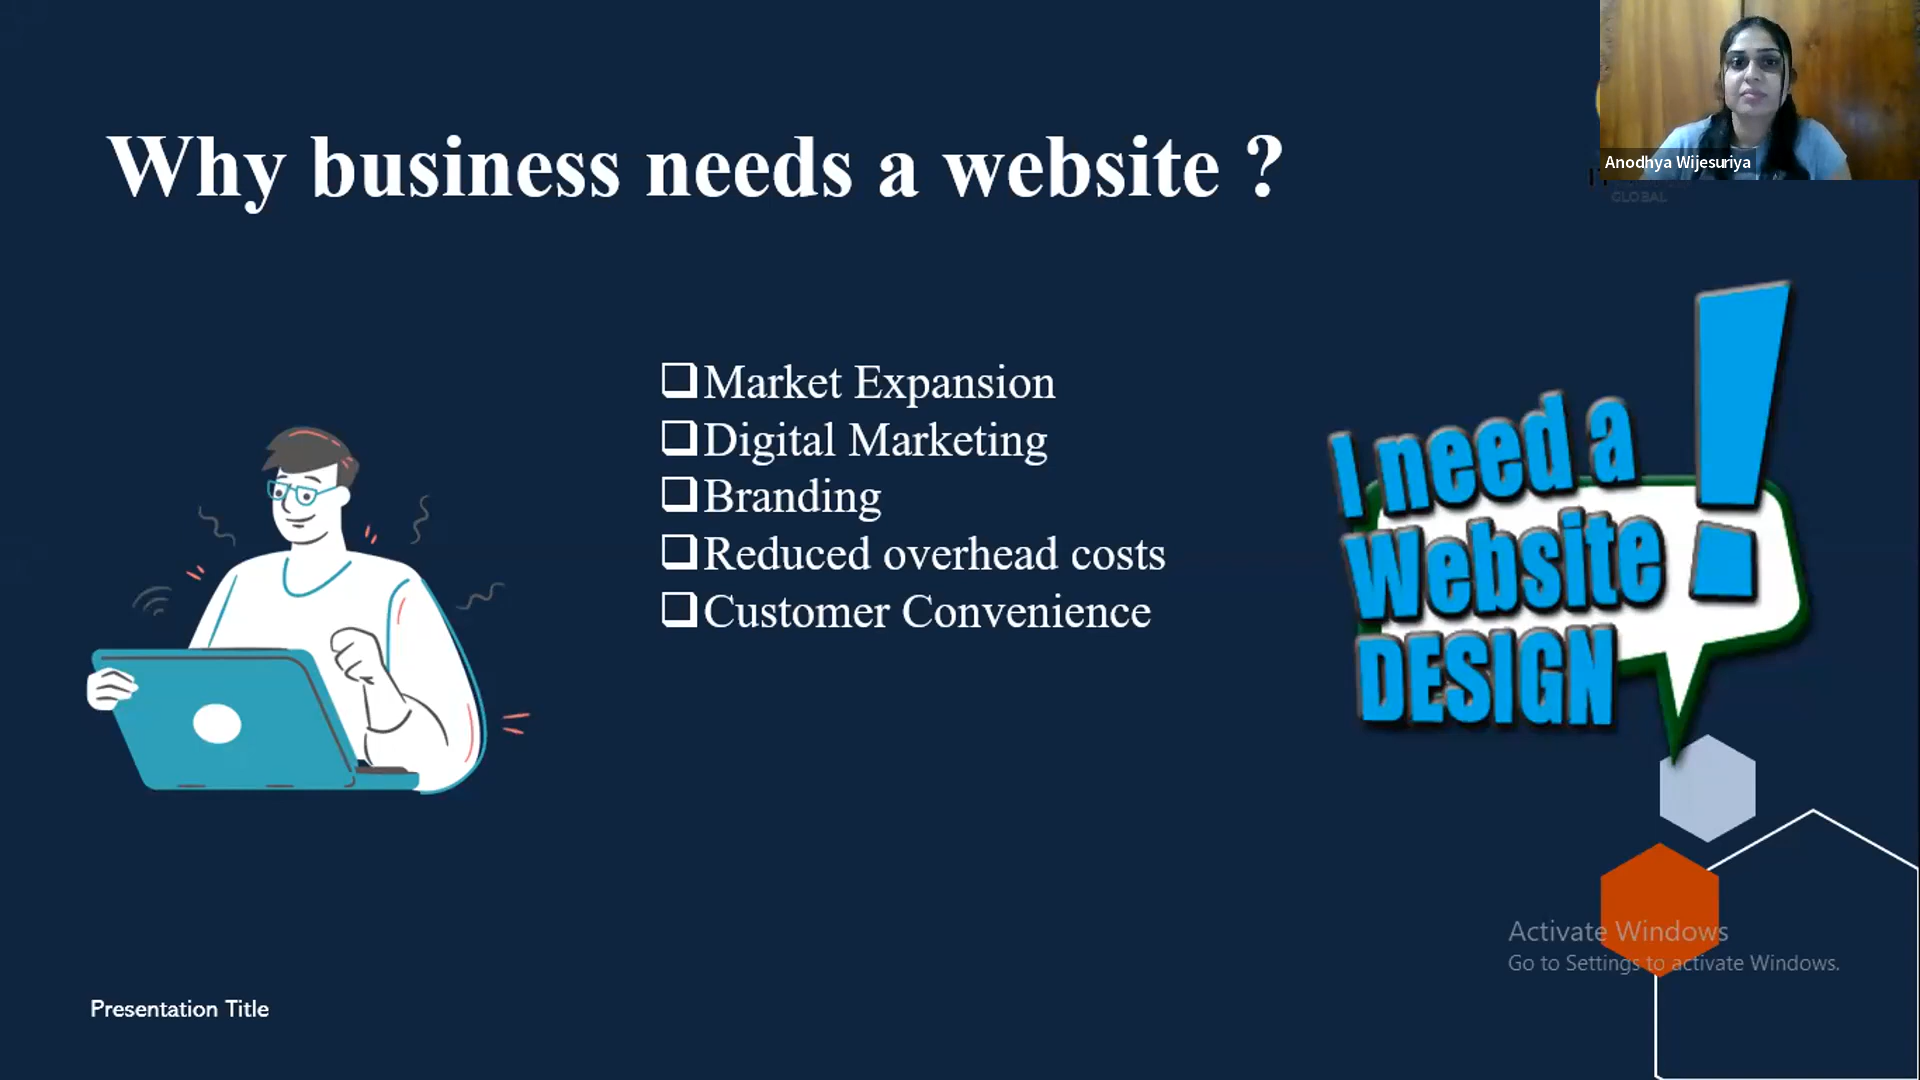 Why business needs a website ?
Anodhya Wijesuriya
GLOBAL
Market Expansion
Digital Marketing
Branding
Reduced overhead costs
Customer Convenience
I need a
Website
DESIGN
!
Activate Windows
Go to Settings to activate Windows.
Presentation Title